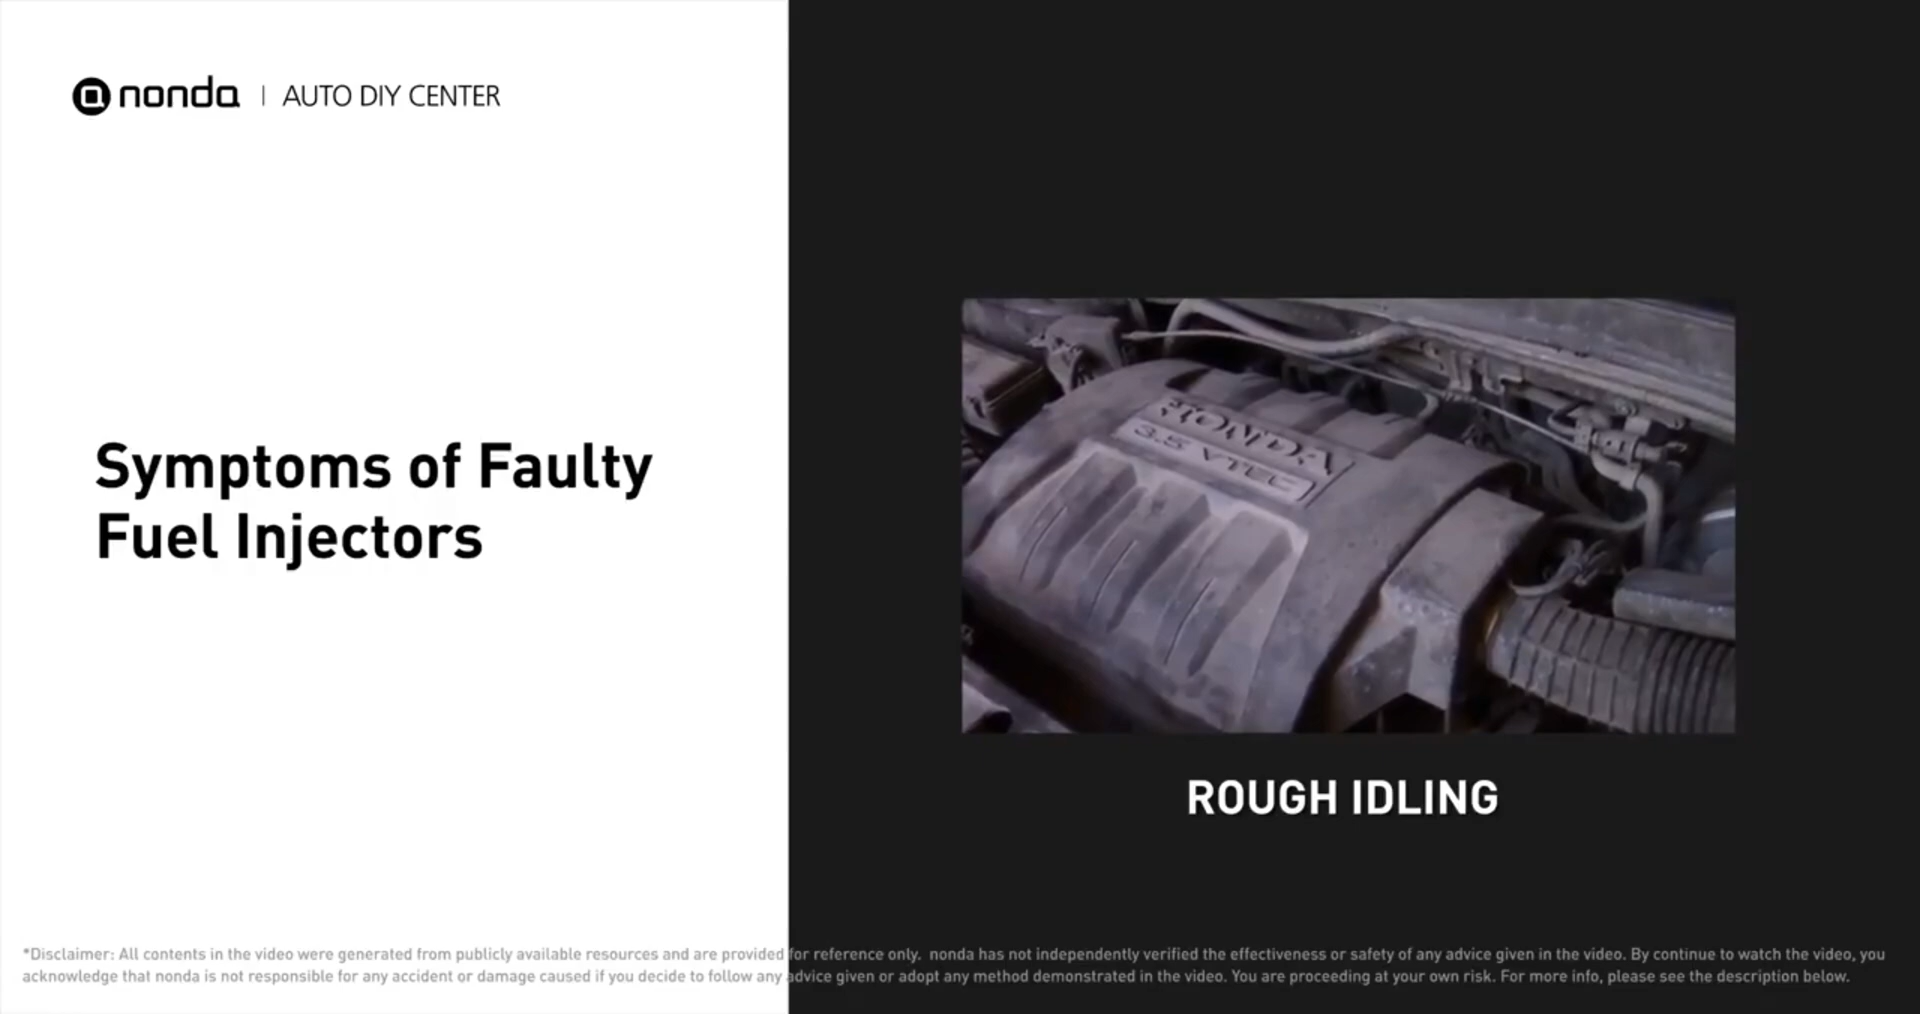 nonda | AUTO DIY CENTER
Symptoms of Faulty
Fuel Injectors
HONDA
3.5 VTEC
ROUGH IDLING
*Disclaimer: All contents in the video were generated from publicly available resources and are provided for reference only. nonda has not independently verified the effectiveness or safety of any advice given in the video. By continue to watch the video, you
acknowledge that nonda is not responsible for any accident or damage caused if you decide to follow any advice given or adopt any method demonstrated in the video. You are proceeding at your own risk. For more info, please see the description below.